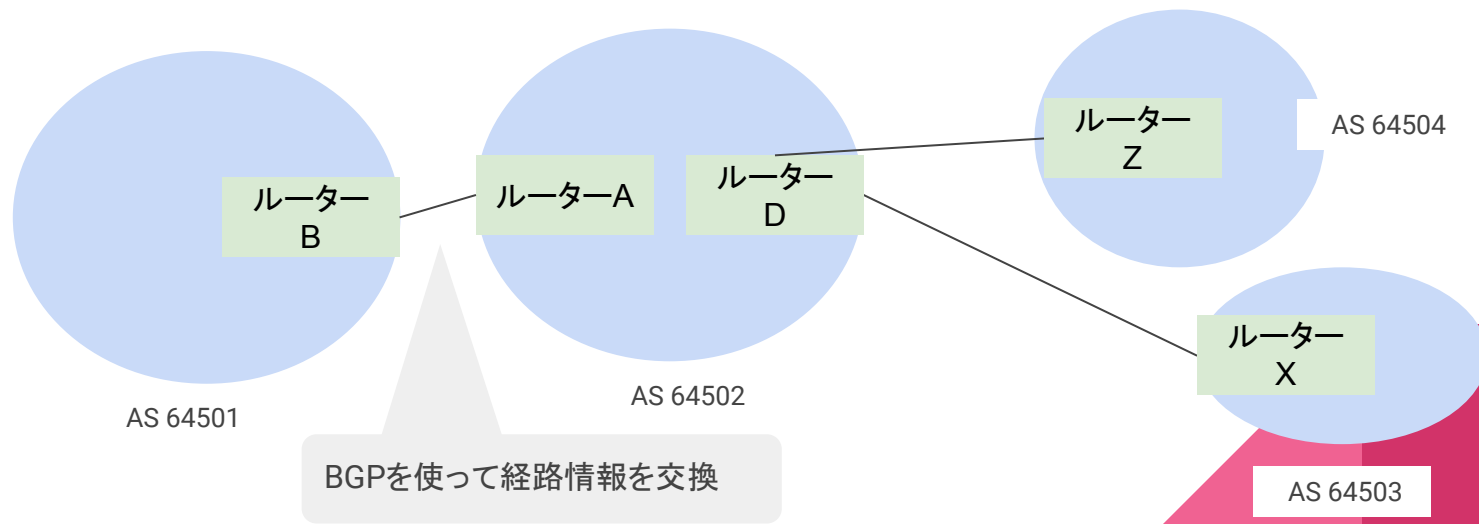 ルーター
B
ルーターA
ルーター
D
ルーター
Z
AS 64504
ルーター
X
AS 64501
AS 64502
BGPを使って経路情報を交換
AS 64503